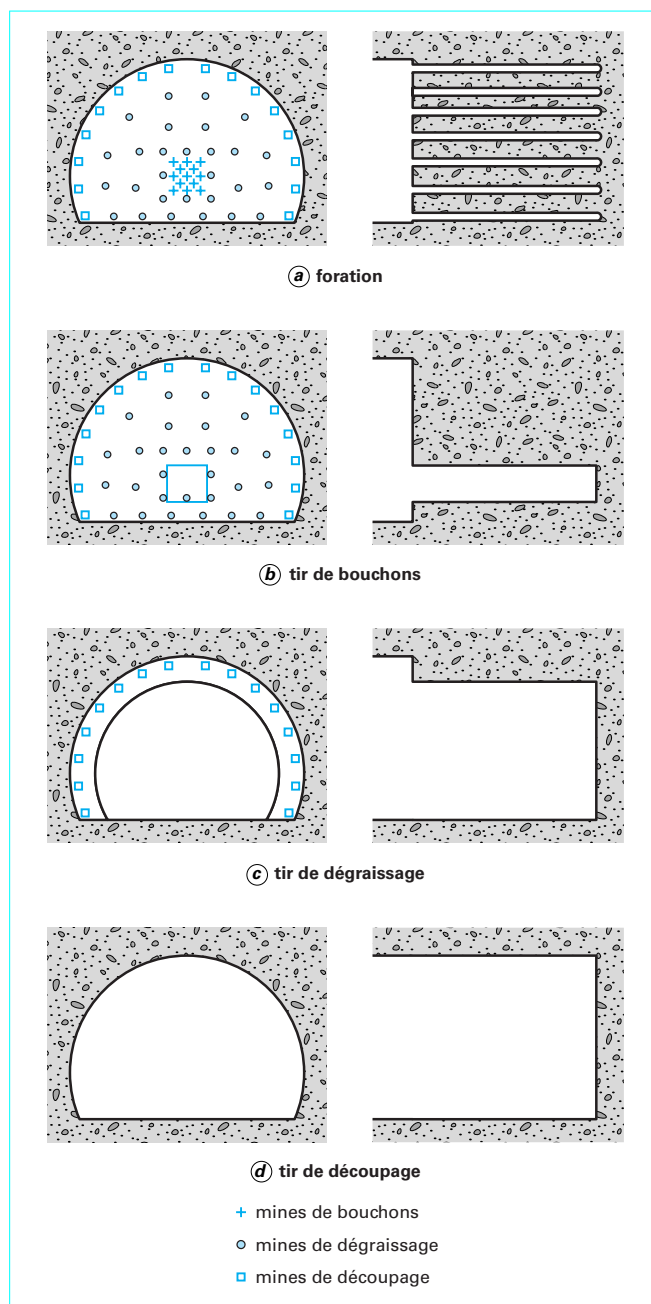 a foration
b tir de bouchons
c tir de dégraissage
d tir de découpage
mines de bouchons
mines de dégraissage
mines de découpage